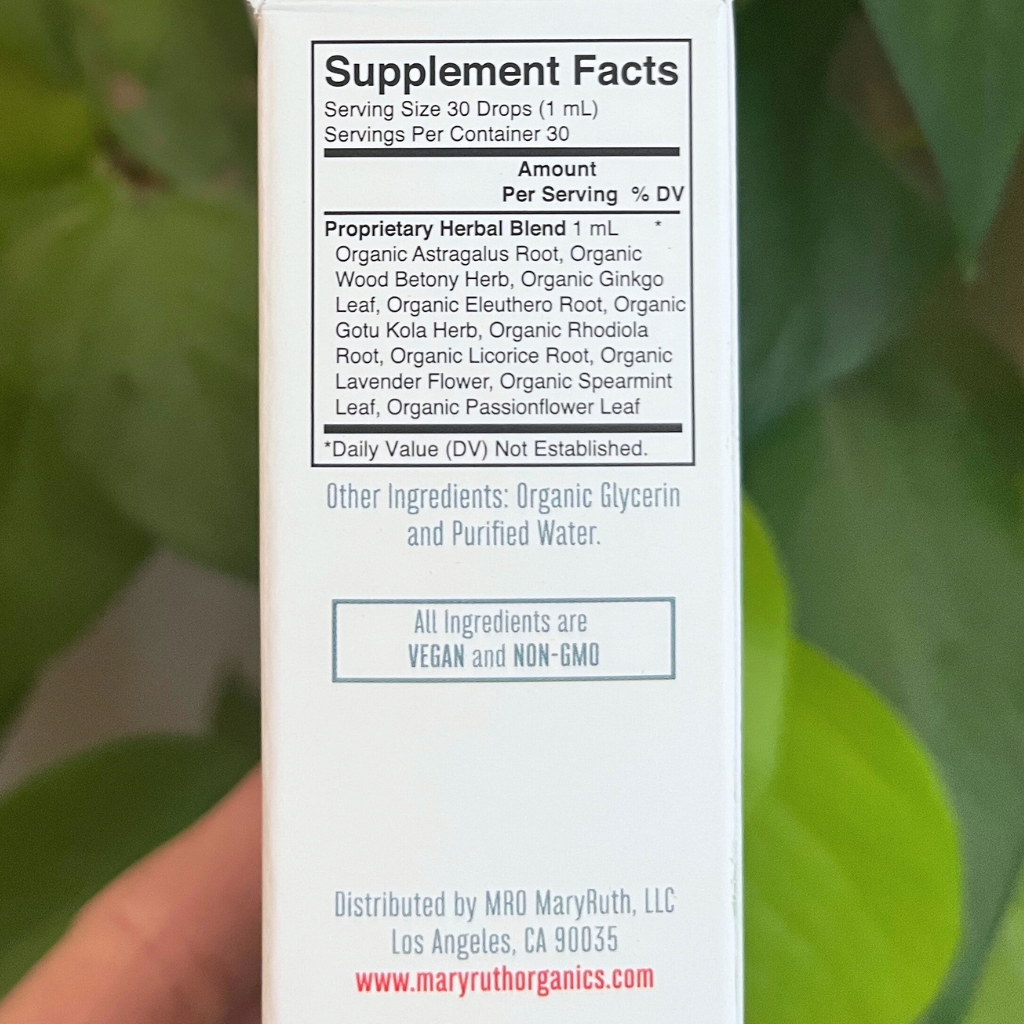 Supplement Facts
Serving Size 30 Drops (1 mL)
Servings Per Container 30
Amount
Per Serving % DV
Proprietary Herbal Blend 1 mL *
Organic Astragalus Root, Organic
Wood Betony Herb, Organic Ginkgo
Leaf, Organic Eleuthero Root, Organic
Gotu Kola Herb, Organic Rhodiola
Root, Organic Licorice Root, Organic
Lavender Flower, Organic Spearmint
Leaf, Organic Passionflower Leaf
*Daily Value (DV) Not Established.
Other Ingredients: Organic Glycerin
and Purified Water.
All Ingredients are
VEGAN and NON-GMO
Distributed by MRO MaryRuth, LLC
Los Angeles, CA 90035
www.maryruthorganics.com